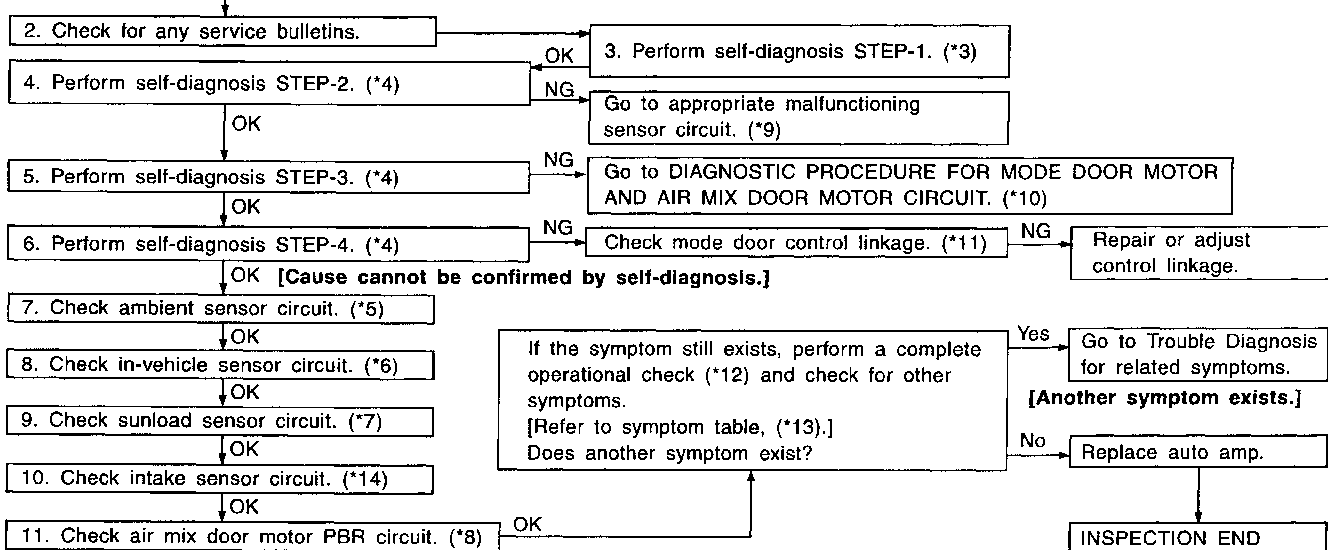 2. Check for any service bulletins.
3. Perform self-diagnosis STEP-1. (*3)
OK
4. Perform self-diagnosis STEP-2. (*4)
NG
Go to appropriate malfunctioning
sensor circuit. (*9)
OK
5. Perform self-diagnosis STEP-3. (*4)
NG
Go to DIAGNOSTIC PROCEDURE FOR MODE DOOR MOTOR
AND AIR MIX DOOR MOTOR CIRCUIT. (*10)
OK
6. Perform self-diagnosis STEP-4. (*4)
NG
Check mode door control linkage. (*11)
NG
Repair or adjust
control linkage.
OK
[Cause cannot be confirmed by self-diagnosis.]
7. Check ambient sensor circuit. (*5)
OK
8. Check in-vehicle sensor circuit. (*6)
OK
9. Check sunload sensor circuit. (*7)
OK
10. Check intake sensor circuit. (*14)
OK
11. Check air mix door motor PBR circuit. (*8)
OK
If the symptom still exists, perform a complete
operational check (*12) and check for other
symptoms.
[Refer to symptom table, (*13).]
Does another symptom exist?
Yes
Go to Trouble Diagnosis
for related symptoms.
[Another symptom exists.]
No
Replace auto amp.
INSPECTION END